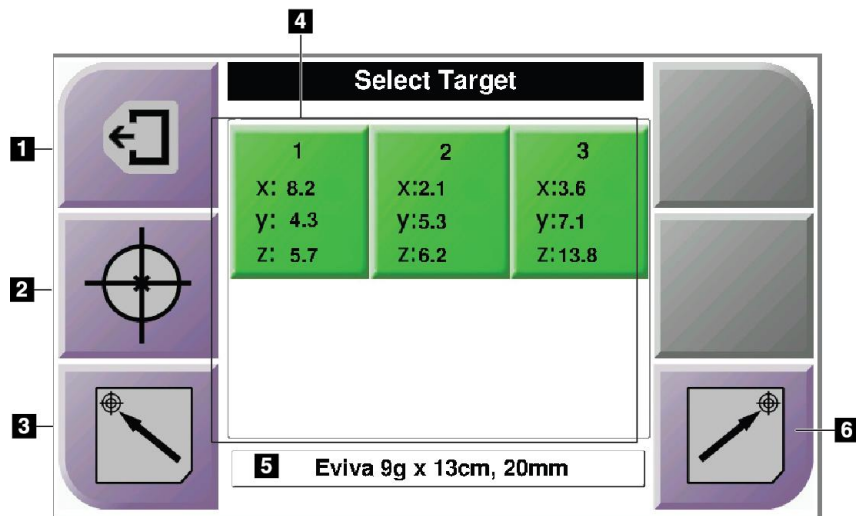 4
Select Target
1
2
3
6
1 2 3
x: 8.2 x:2.1 x:3.6
y: 4.3 y:5.3 y:7.1
z: 5.7 z:6.2 z:13.8
5 Eviva 9g x 13cm, 20mm